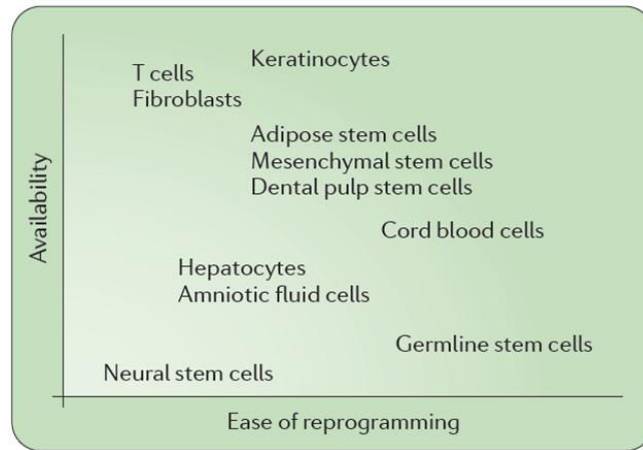 Keratinocytes
T cells
Fibroblasts
Adipose stem cells
Mesenchymal stem cells
Dental pulp stem cells
Cord blood cells
Hepatocytes
Amniotic fluid cells
Germline stem cells
Neural stem cells
Availability
Ease of reprogramming